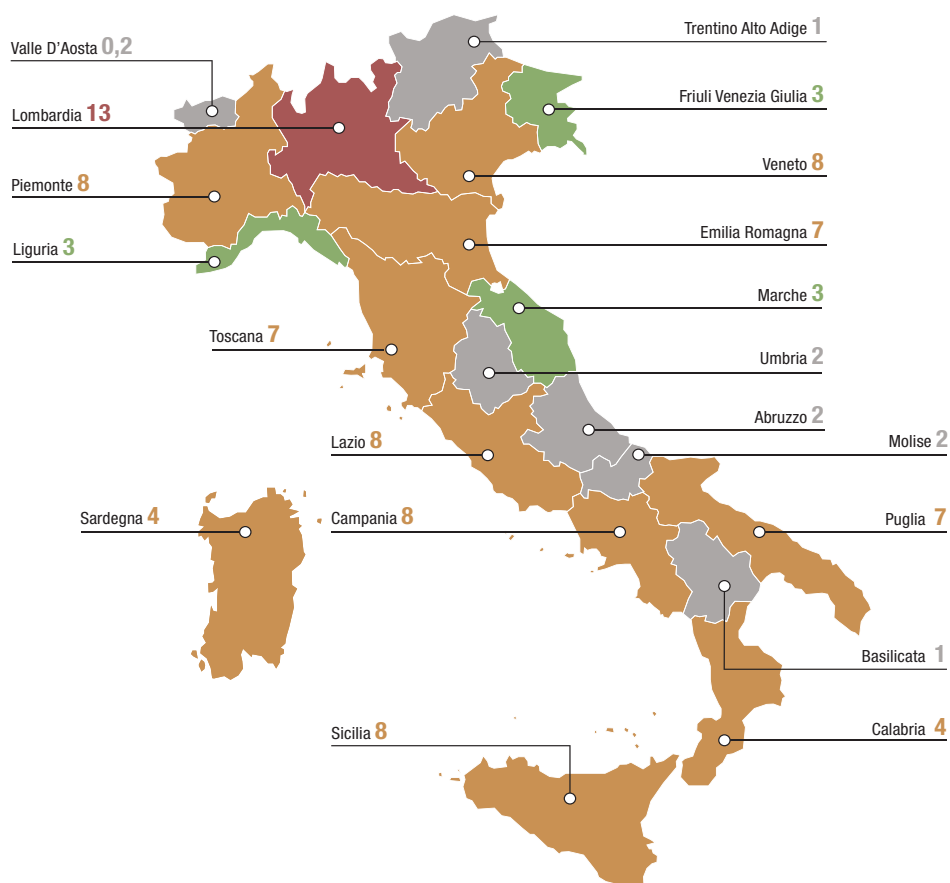 Trentino Alto Adige 1
Valle D'Aosta 0,2
Friuli Venezia Giulia 3
Lombardia 13
Veneto 8
Piemonte 8
Emilia Romagna 7
Liguria 3
Marche 3
Toscana 7
Umbria 2
Abruzzo 2
Lazio 8
Molise 2
Sardegna 4
Campania 8
Puglia 7
Basilicata 1
Sicilia 8
Calabria 4